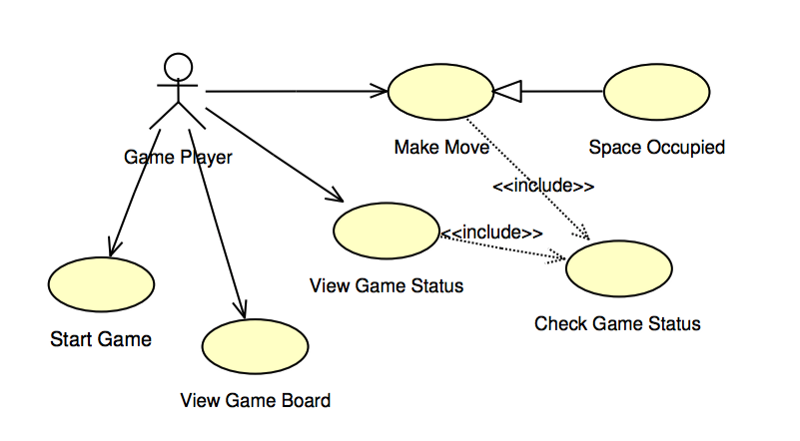 Game Player
Make Move
Space Occupied
<<include>>
<<include>>
View Game Status
Check Game Status
Start Game
View Game Board